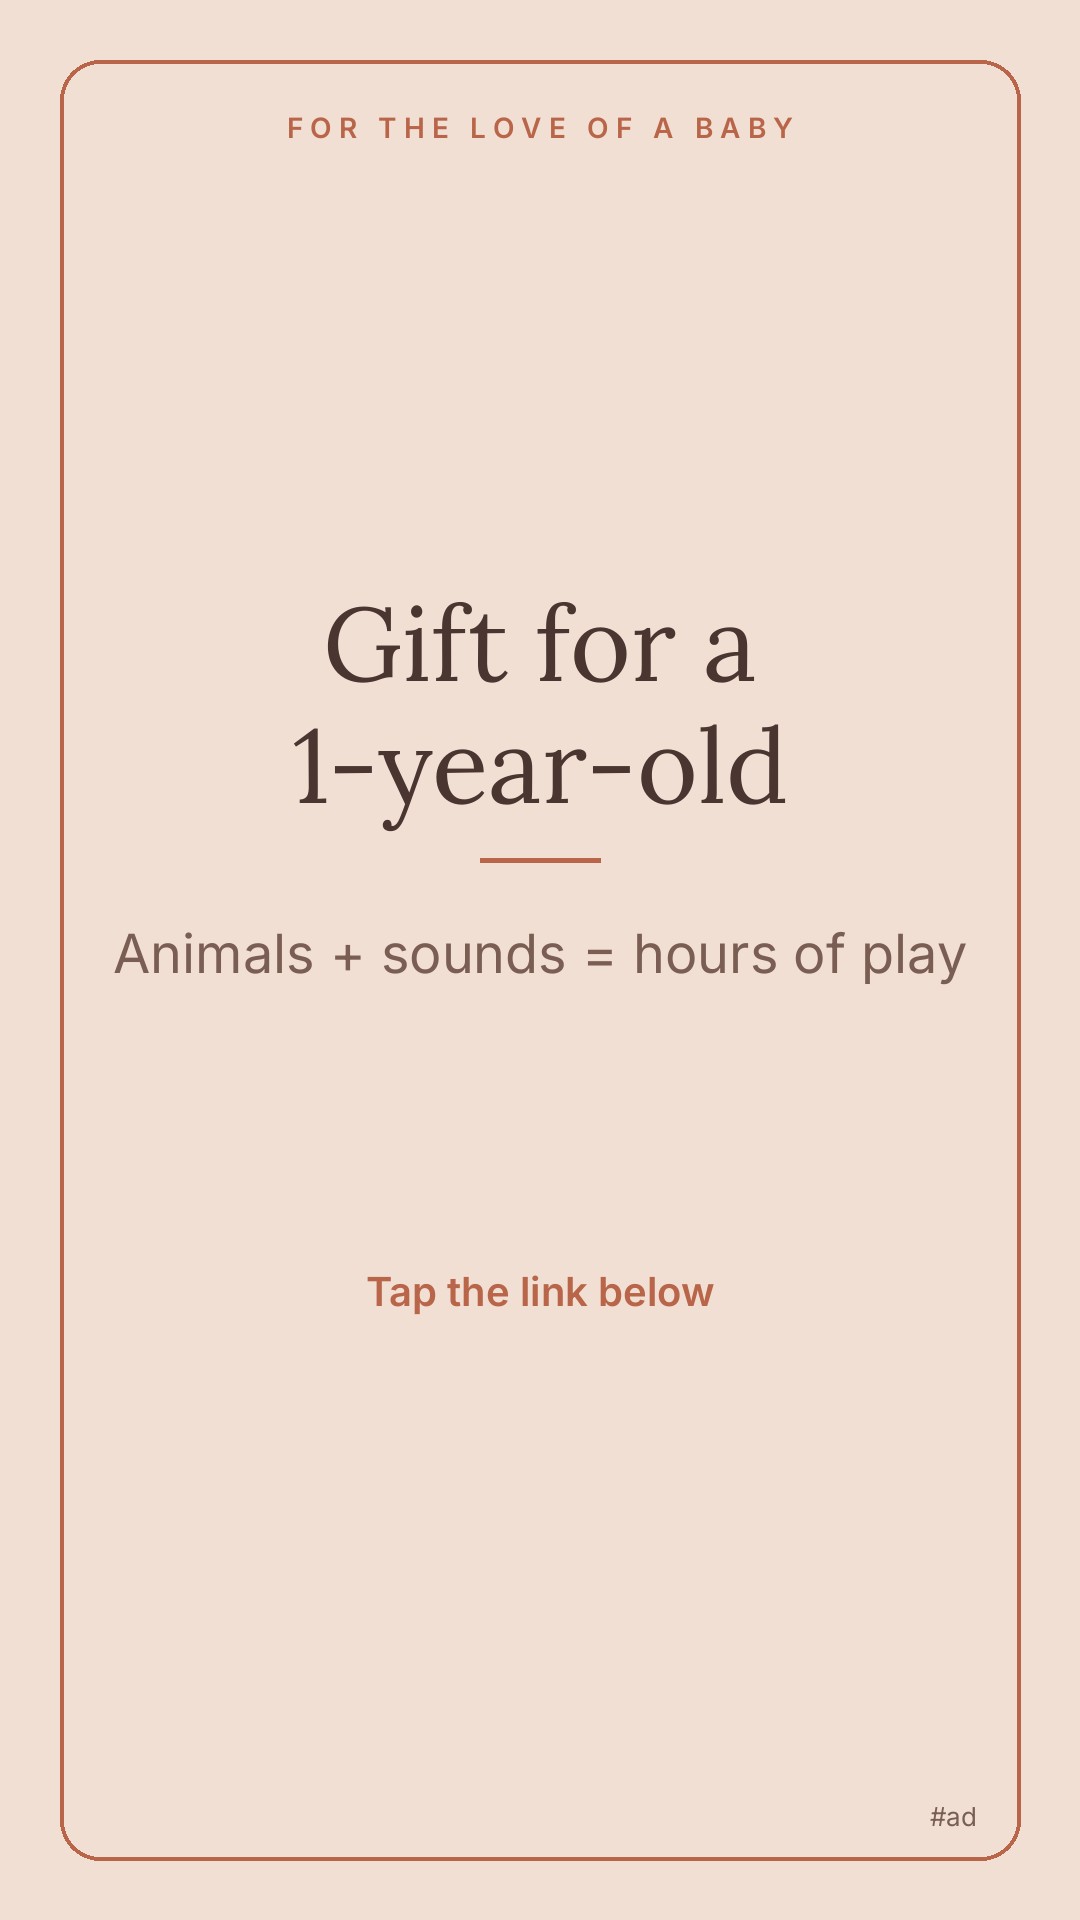 FOR THE LOVE OF A BABY
Gift for a
1-year-old
Animals + sounds = hours of play
Tap the link below
#ad